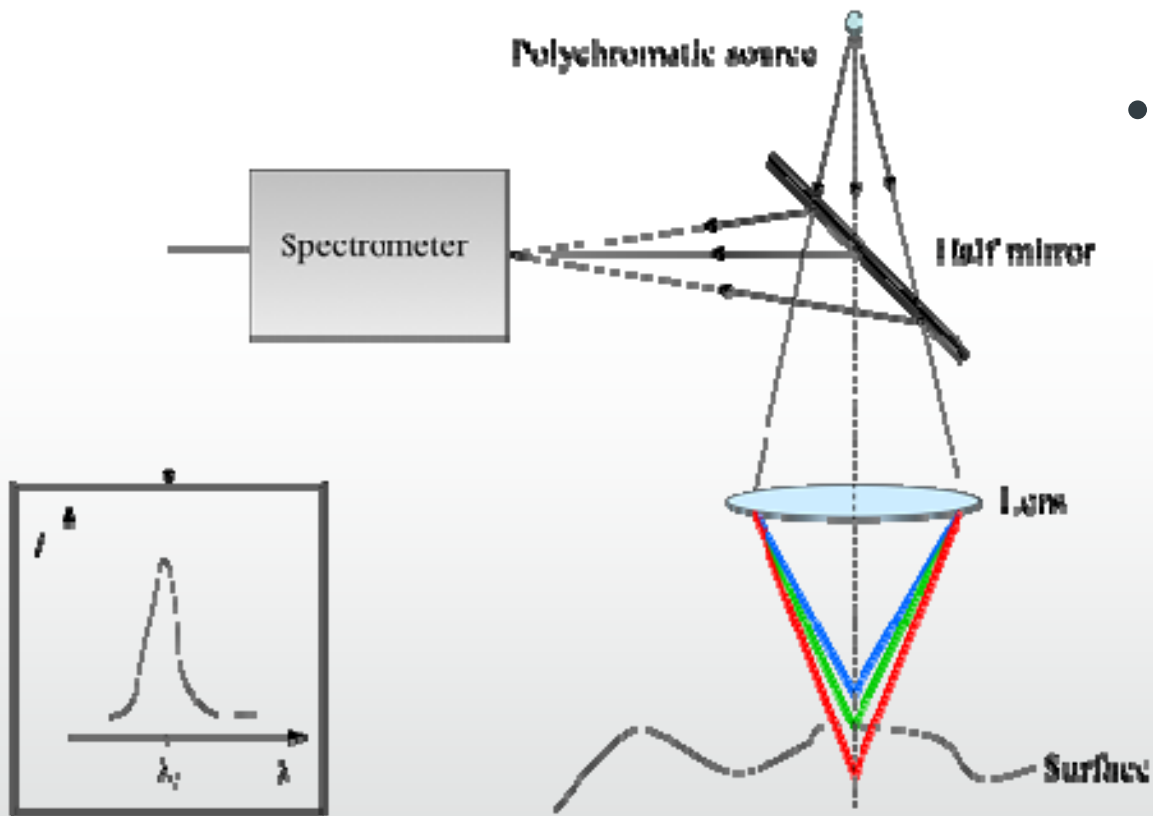 Polychromatic source
Spectrometer
Half mirror
Lens
I
λ
Surface